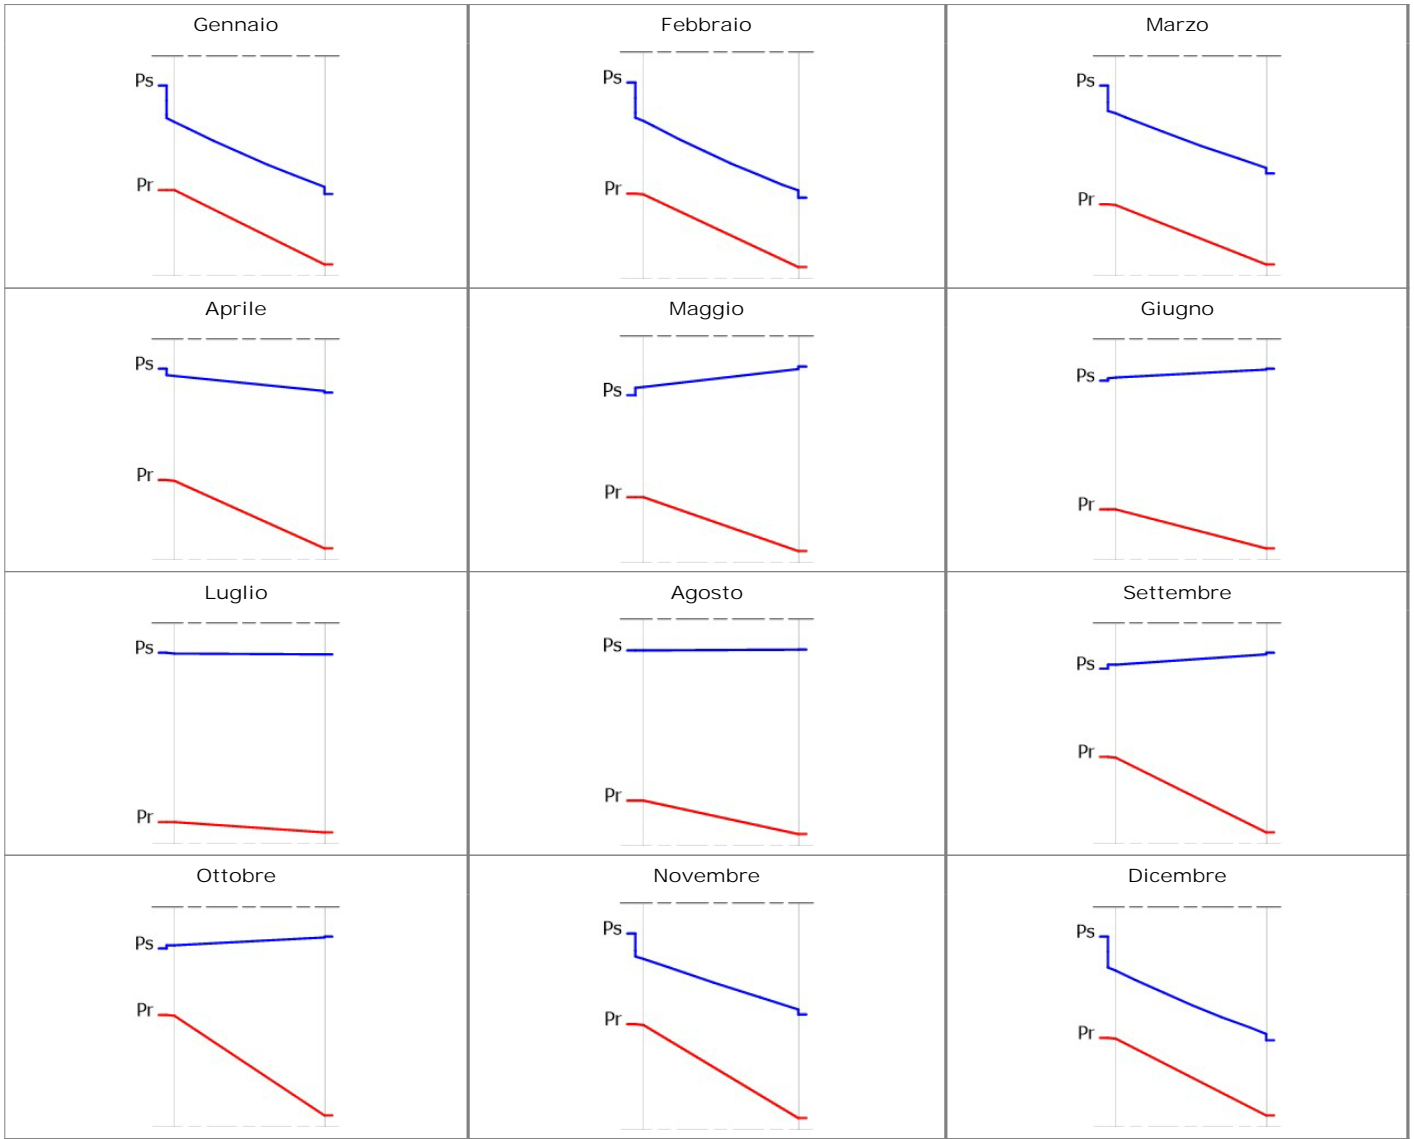 Gennaio
Febbraio
Marzo
Ps
Ps
Ps
Pr
Pr
Pr
Aprile
Maggio
Giugno
Ps
Ps
Ps
Pr
Pr
Pr
Luglio
Agosto
Settembre
Ps
Ps
Ps
Pr
Pr
Pr
Ottobre
Novembre
Dicembre
Ps
Ps
Ps
Pr
Pr
Pr